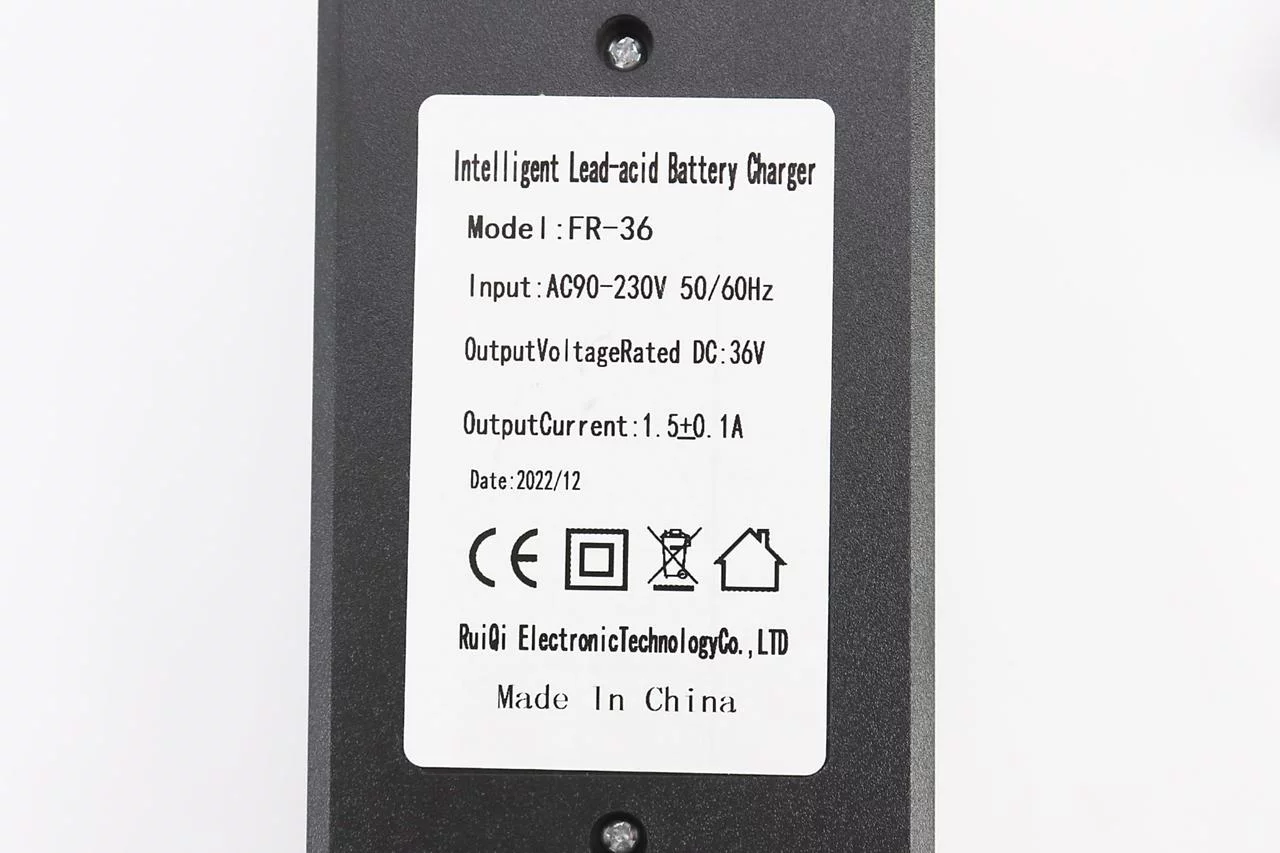 Intelligent Lead-acid Battery Charger
Model:FR-36
Input:AC90-230V 50/60Hz
OutputVoltageRated DC:36V
OutputCurrent:1.5±0.1A
Date:2022/12
CE
RuiQi ElectronicTechnologyCo.,LTD
Made In China